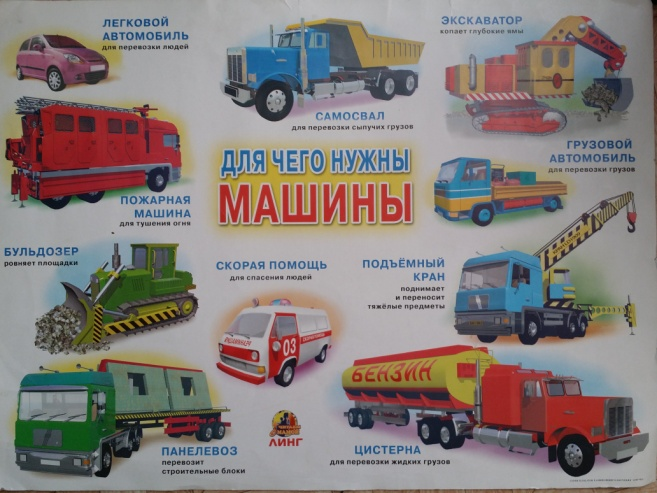 ЛЕГКОВОЙ
АВТОМОБИЛЬ
для перевозки людей
САМОСВАЛ
для перевозки сыпучих грузов
ЭКСКАВАТОР
копает глубокие ямы
ПОЖАРНАЯ
МАШИНА
для тушения огня
ДЛЯ ЧЕГО НУЖНЫ
МАШИНЫ
ГРУЗОВОЙ
АВТОМОБИЛЬ
для перевозки грузов
БУЛЬДОЗЕР
ровняет площадки
СКОРАЯ ПОМОЩЬ
для спасения людей
03
ПОДЪЁМНЫЙ
КРАН
поднимает
и переносит
тяжёлые предметы
ПАНЕЛЕВОЗ
перевозит
строительные блоки
ЛИНГ
БЕНЗИН
ЦИСТЕРНА
для перевозки жидких грузов